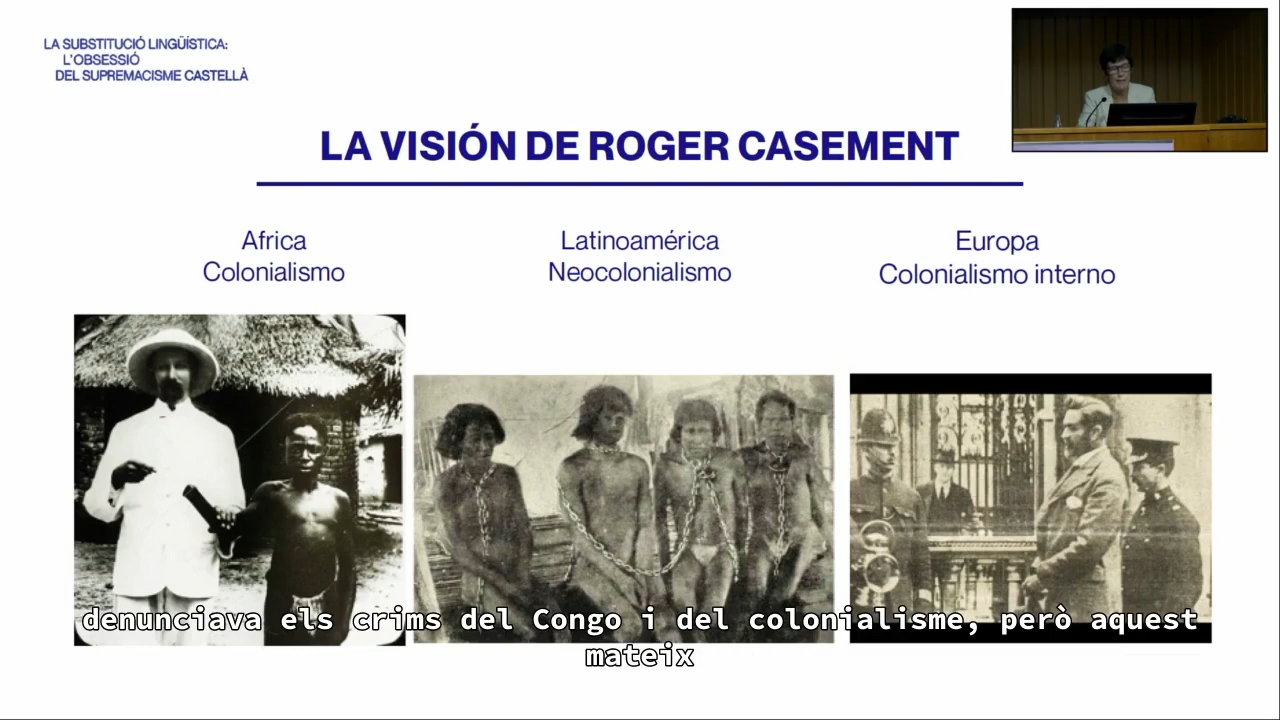 LA SUBSTITUCIÓ LINGÜÍSTICA:
L'OBSESSIÓ
DEL SUPREMACISME CASTELLÀ
LA VISIÓN DE ROGER CASEMENT
Africa
Colonialismo
Latinoamérica
Neocolonialismo
Europa
Colonialismo interno
denunciava els crims del Congo i del colonialisme, però aquest
mateix